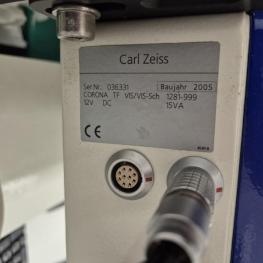 Carl Zeiss
Ser.Nr. 036331 Baujahr 2005
CORONA TF VIS/VIS-Sch 1281-999
12V DC 15VA
CE